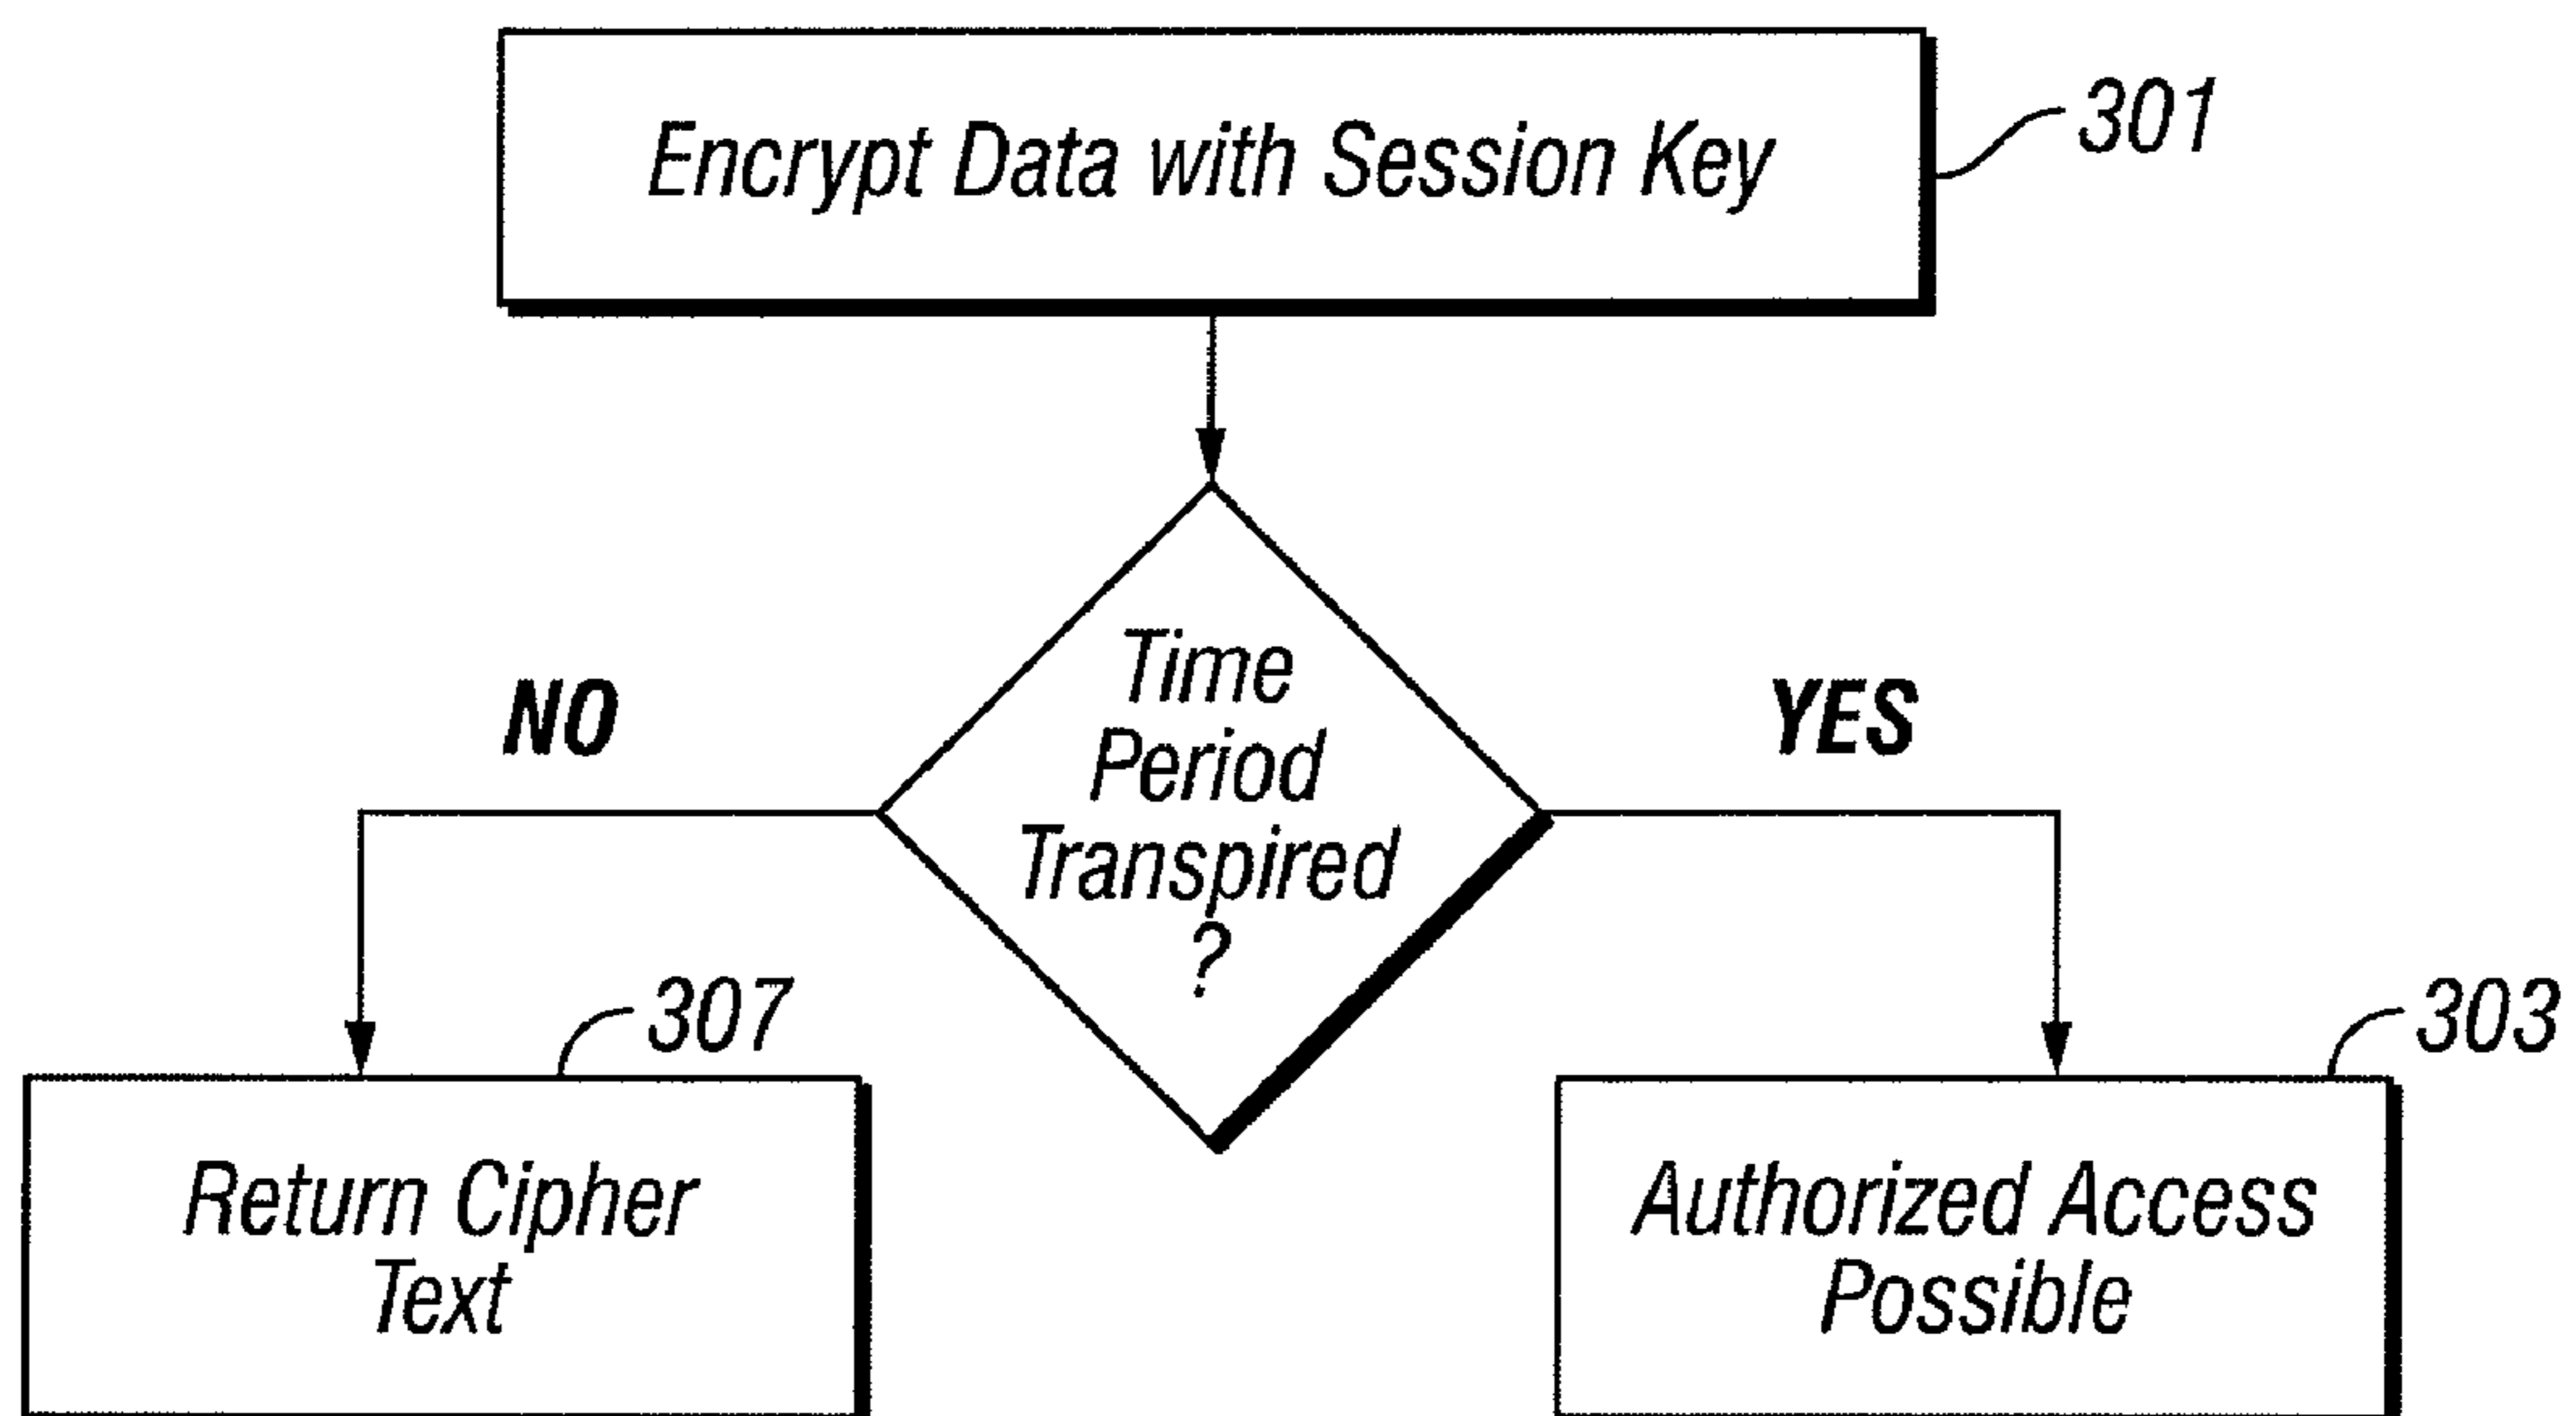 Encrypt Data with Session Key
301
Time
Period
Transpired
?
NO
YES
307
303
Return Cipher
Text
Authorized Access
Possible